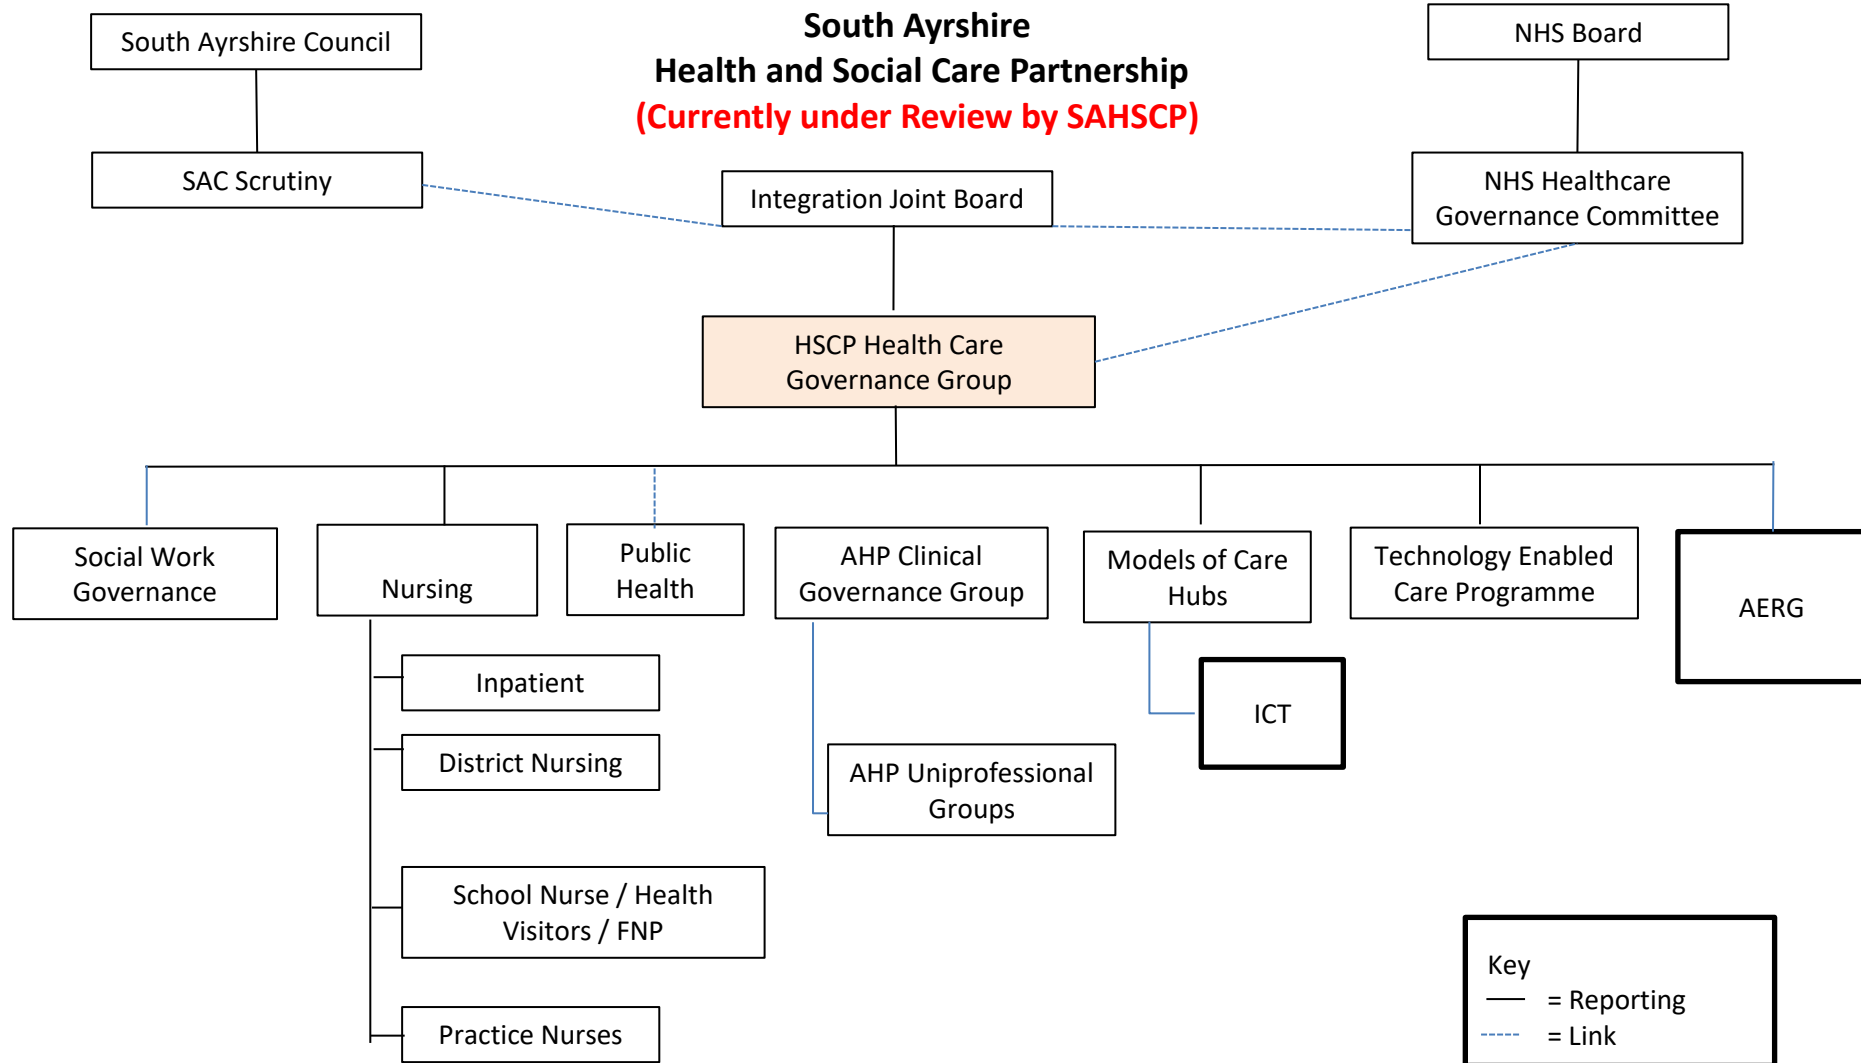 South Ayrshire
Health and Social Care Partnership
(Currently under Review by SAHSCP)
South Ayrshire Council
NHS Board
SAC Scrutiny
Integration Joint Board
NHS Healthcare
Governance Committee
HSCP Health Care
Governance Group
Social Work
Governance
Nursing
Public
Health
AHP Clinical
Governance Group
Models of Care
Hubs
Technology Enabled
Care Programme
AERG
Inpatient
District Nursing
School Nurse / Health
Visitors / FNP
Practice Nurses
AHP Uniprofessional
Groups
ICT
Key
= Reporting
= Link